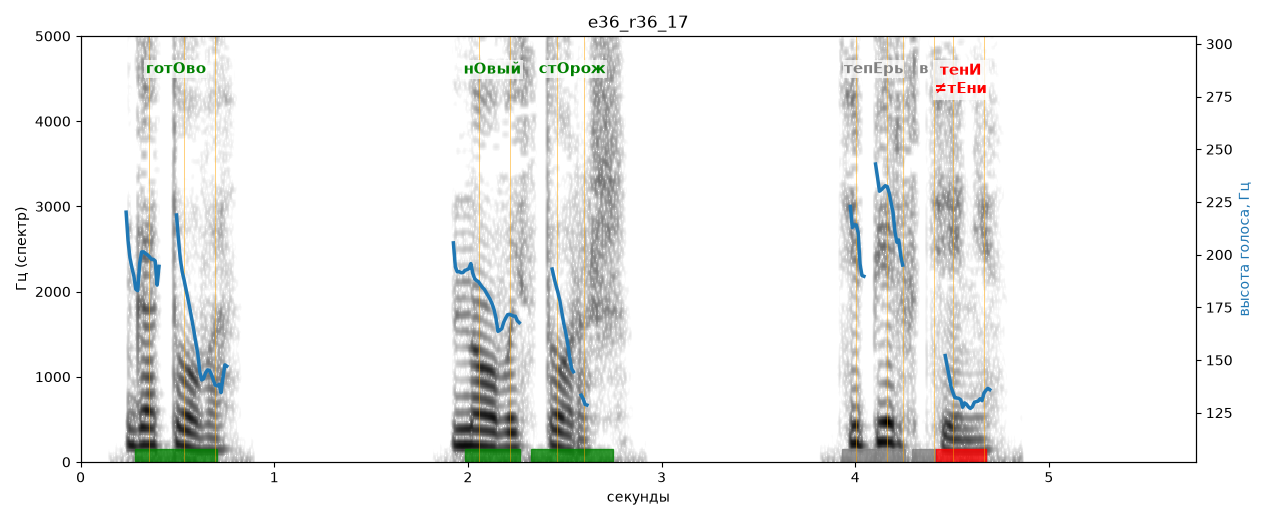 e36_r36_17
5000
4000
3000
2000
1000
0
Гц (спектр)
готОво
нОвый
стОрож
тепЕрь
в
тенИ
≠тЕни
300
275
250
225
200
175
150
125
высота голоса, Гц
0
1
2
3
4
5
секунды